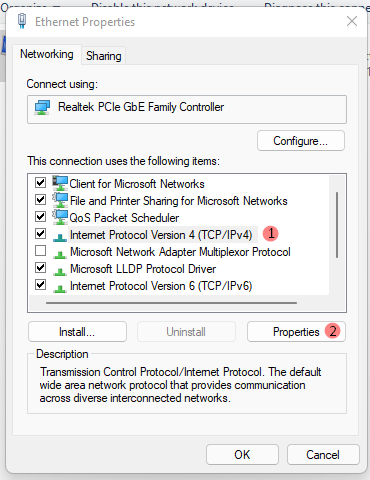 Ethernet Properties
Networking
Sharing
Connect using:
Realtek PCIe GbE Family Controller
Configure...
This connection uses the following items:
Client for Microsoft Networks
File and Printer Sharing for Microsoft Networks
QoS Packet Scheduler
Internet Protocol Version 4 (TCP/IPv4) 1
Microsoft Network Adapter Multiplexor Protocol
Microsoft LLDP Protocol Driver
Internet Protocol Version 6 (TCP/IPv6)
Install... Uninstall Properties 2
Description
Transmission Control Protocol/Internet Protocol. The default
wide area network protocol that provides communication
across diverse interconnected networks.
OK Cancel